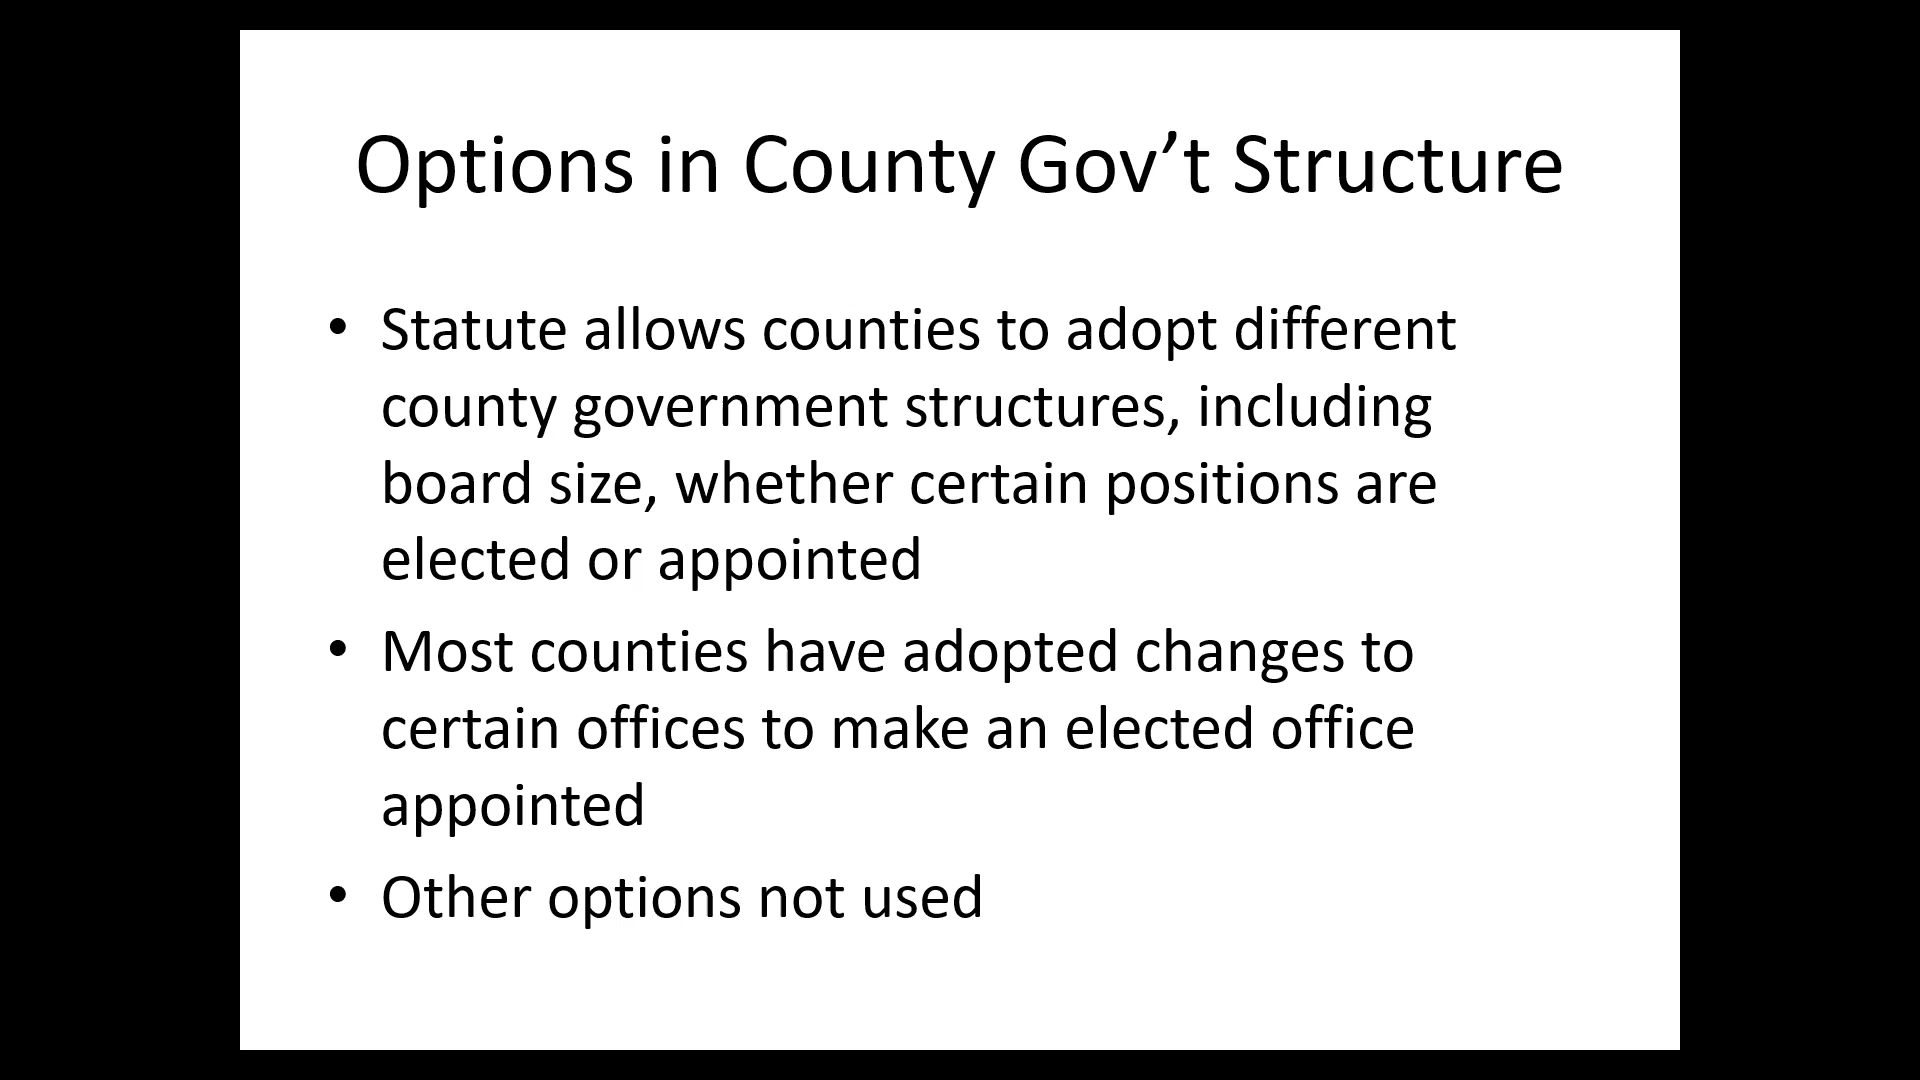 Options in County Gov’t Structure
• Statute allows counties to adopt different
county government structures, including
board size, whether certain positions are
elected or appointed
• Most counties have adopted changes to
certain offices to make an elected office
appointed
• Other options not used